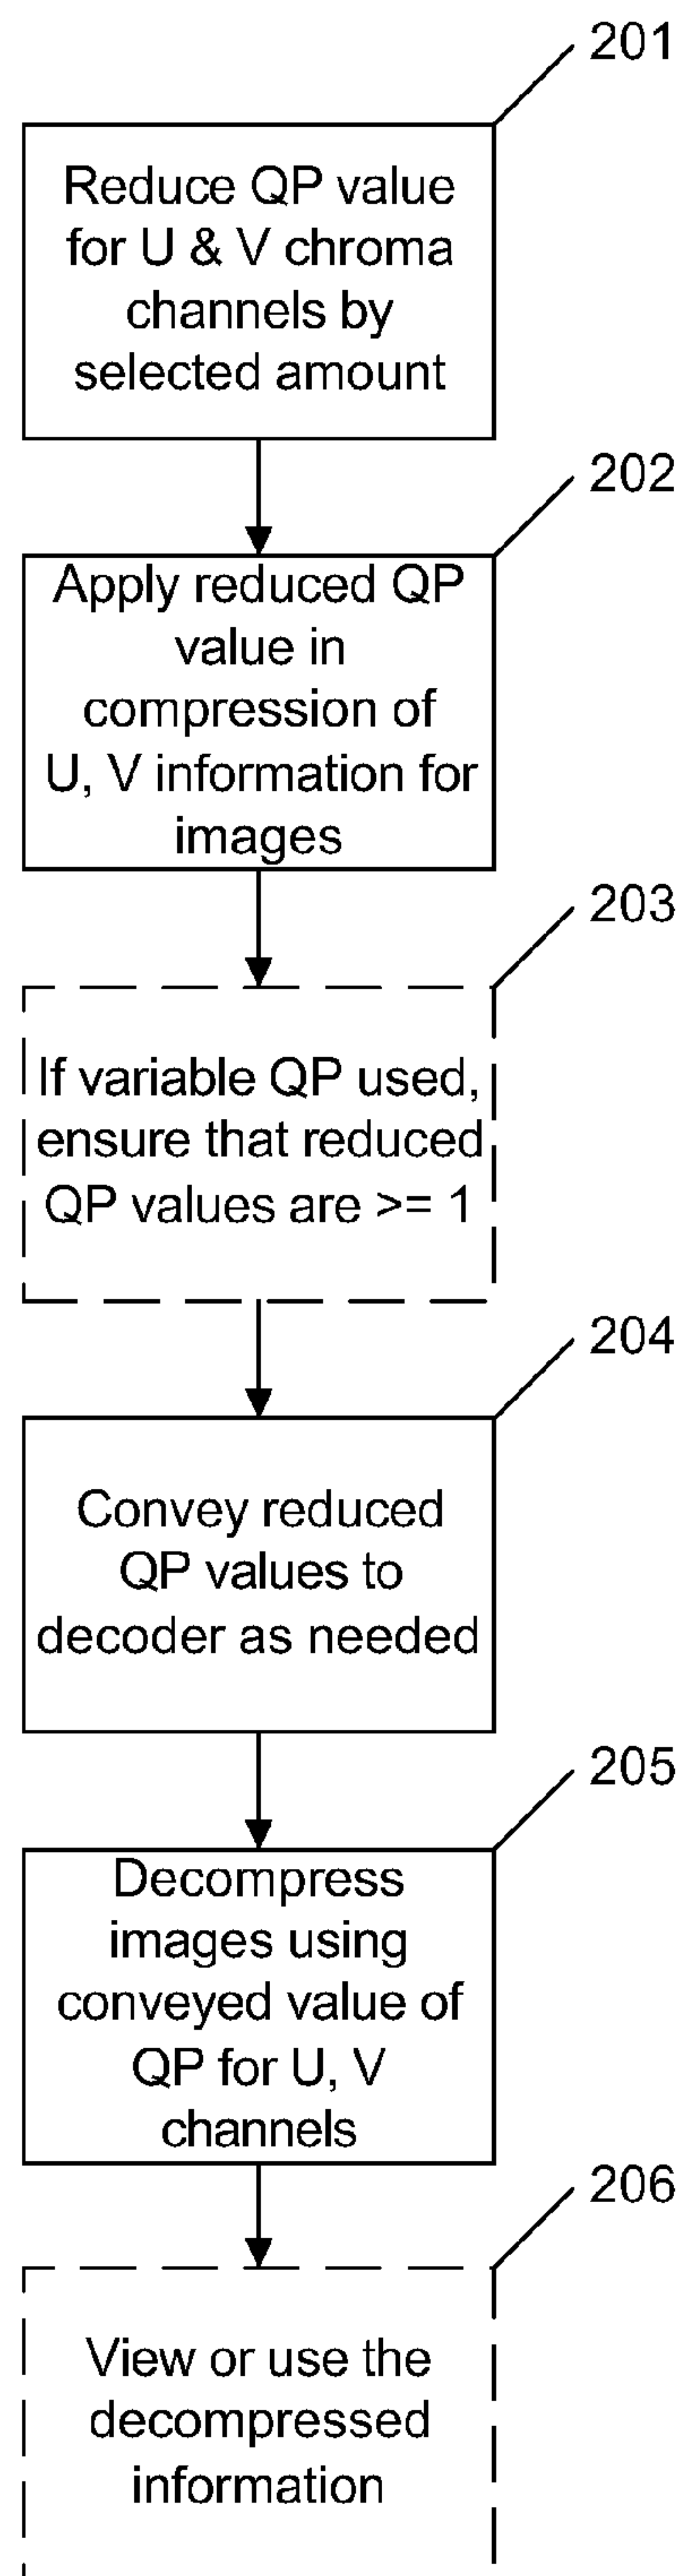 201
Reduce QP value
for U & V chroma
channels by
selected amount
202
Apply reduced QP
value in
compression of
U, V information for
images
203
If variable QP used,
ensure that reduced
QP values are >= 1
204
Convey reduced
QP values to
decoder as needed
205
Decompress
images using
conveyed value of
QP for U, V
channels
206
View or use the
decompressed
information